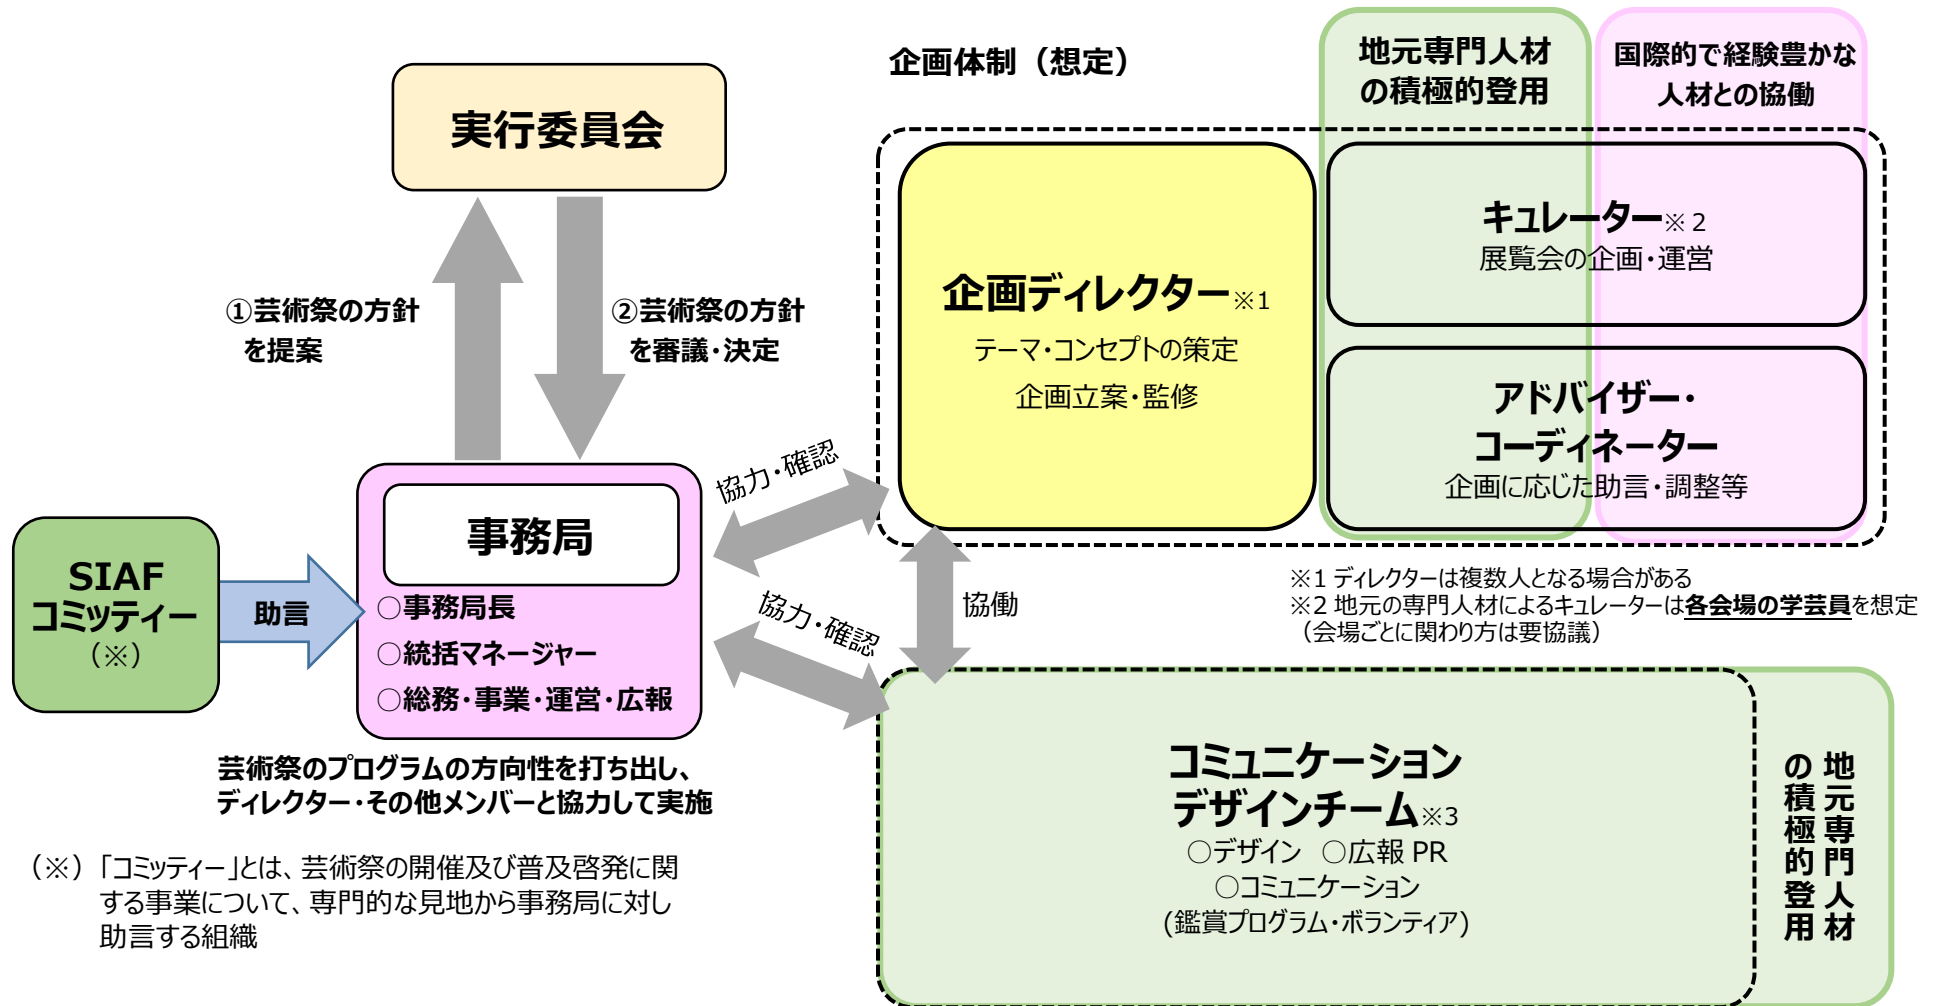 企画体制（想定）
地元専門人材
の積極的登用
国際的で経験豊かな
人材との協働
実行委員会
①芸術祭の方針
を提案
②芸術祭の方針
を審議・決定
企画ディレクター※1
テーマ・コンセプトの策定
企画立案・監修
キュレーター※２
展覧会の企画・運営
アドバイザー・
コーディネーター
企画に応じた助言・調整等
※１ディレクターは複数人となる場合がある
※２地元の専門人材によるキュレーターは各会場の学芸員を想定
（会場ごとに関わり方は要協議）
協力・確認
協力・確認
協働
SIAF
コミッティー
（※）
助言
事務局
○事務局長
○統括マネージャー
○総務・事業・運営・広報
芸術祭のプログラムの方向性を打ち出し、
ディレクター・その他メンバーと協力して実施
（※）「コミッティー」とは、芸術祭の開催及び普及啓発に関
する事業について、専門的な見地から事務局に対し
助言する組織
コミュニケーション
デザインチーム※3
○デザイン ○広報 PR
○コミュニケーション
(鑑賞プログラム・ボランティア)
地元専門人材
の積極的登用